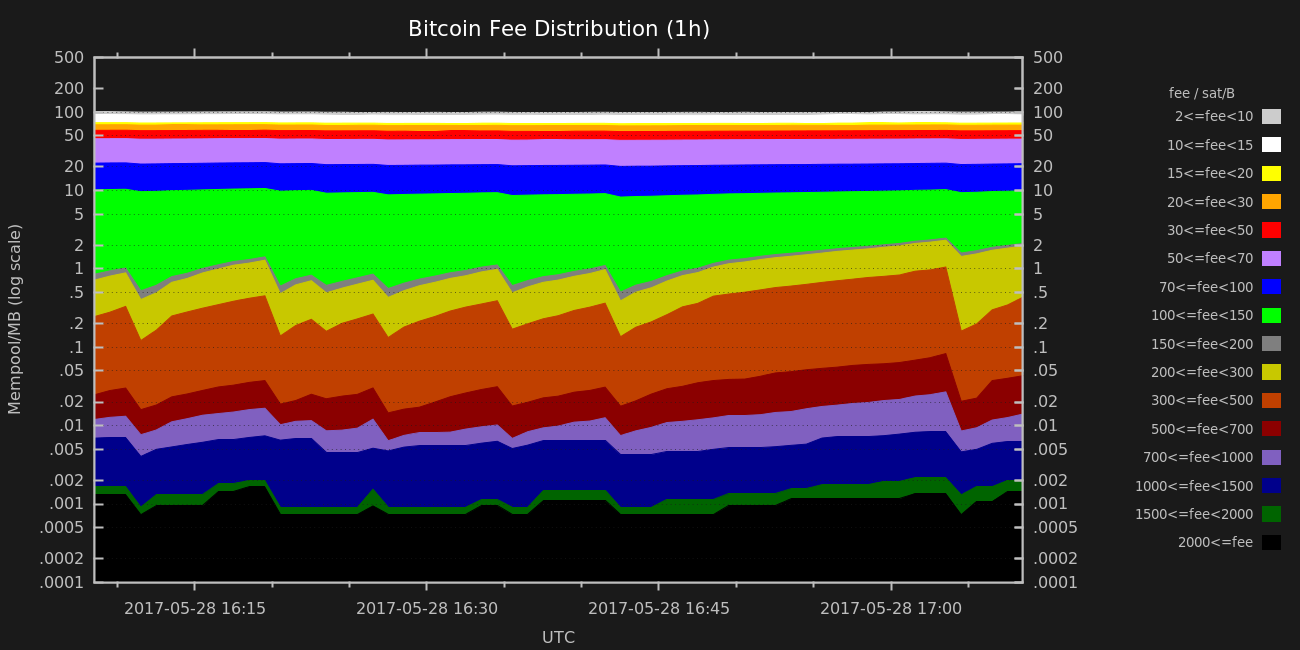 Bitcoin Fee Distribution (1h)
500
200
100
50
20
10
5
2
1
.5
.2
.1
.05
.02
.01
.005
.002
.001
.0005
.0002
.0001
Mempool/MB (log scale)
500
200
100
50
20
10
5
2
1
.5
.2
.1
.05
.02
.01
.005
.002
.001
.0005
.0002
.0001
2017-05-28 16:15
2017-05-28 16:30
2017-05-28 16:45
2017-05-28 17:00
UTC
fee / sat/B
2<=fee<10
10<=fee<15
15<=fee<20
20<=fee<30
30<=fee<50
50<=fee<70
70<=fee<100
100<=fee<150
150<=fee<200
200<=fee<300
300<=fee<500
500<=fee<700
700<=fee<1000
1000<=fee<1500
1500<=fee<2000
2000<=fee